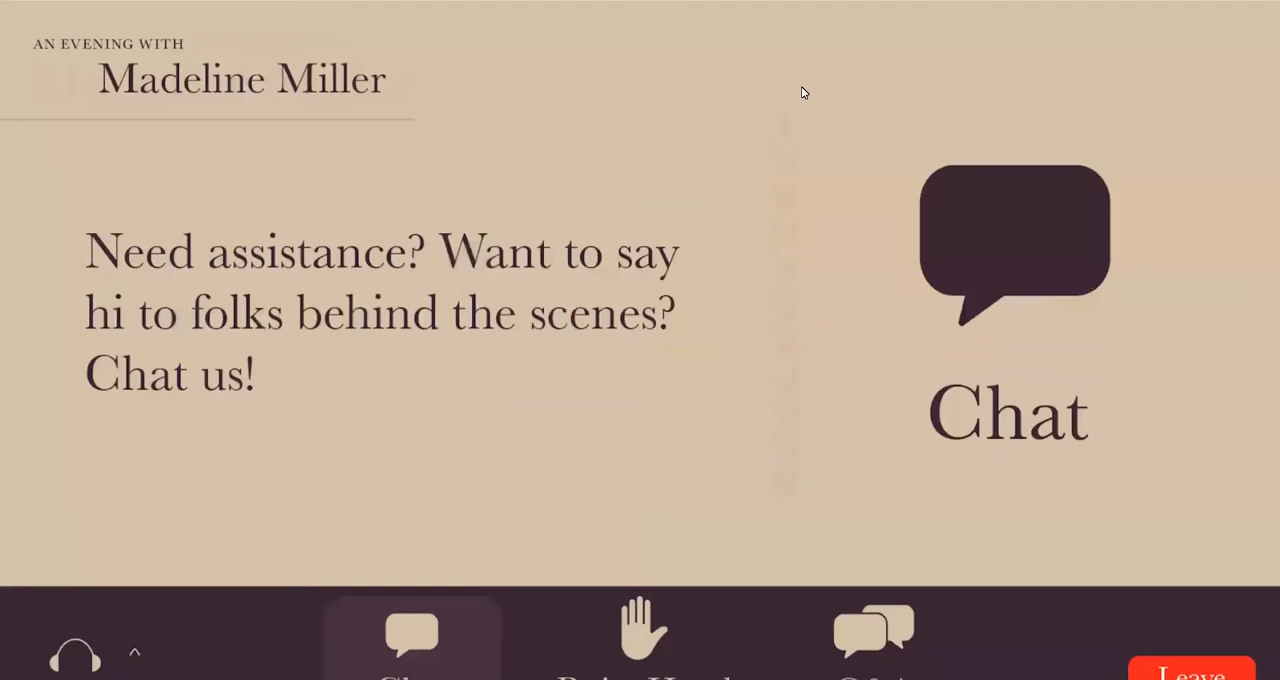 AN EVENING WITH
Madeline Miller
Need assistance? Want to say
hi to folks behind the scenes?
Chat us!
Chat
Leave